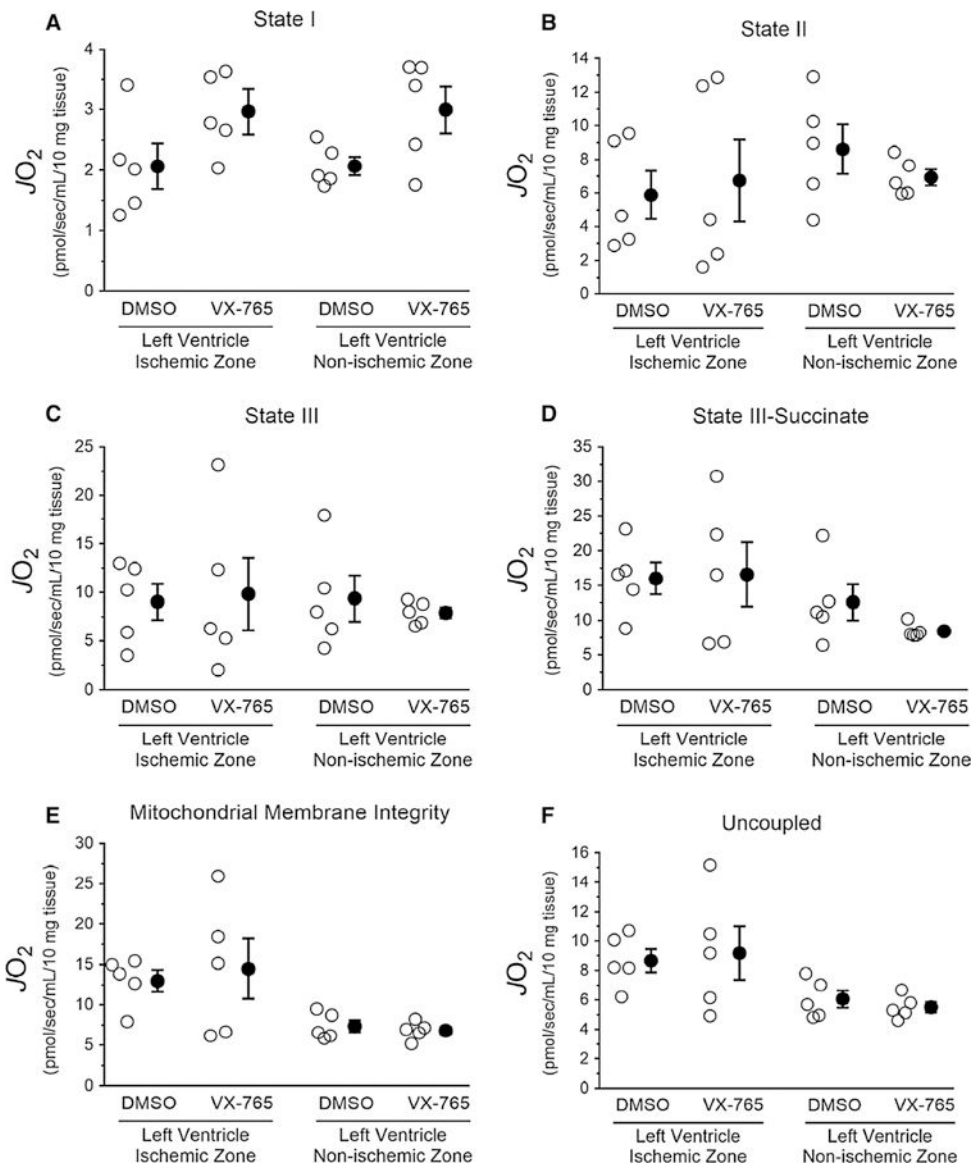 A
State I
JO2
(pmol/sec/mL/10 mg tissue)
4
3
2
1
0
DMSO VX-765 DMSO VX-765
Left Ventricle Left Ventricle
Ischemic Zone Non-ischemic Zone
B
State II
JO2
(pmol/sec/mL/10 mg tissue)
14
12
10
8
6
4
2
0
DMSO VX-765 DMSO VX-765
Left Ventricle Left Ventricle
Ischemic Zone Non-ischemic Zone
C
State III
JO2
(pmol/sec/mL/10 mg tissue)
25
20
15
10
5
0
DMSO VX-765 DMSO VX-765
Left Ventricle Left Ventricle
Ischemic Zone Non-ischemic Zone
D
State III-Succinate
JO2
(pmol/sec/mL/10 mg tissue)
35
30
25
20
15
10
5
0
DMSO VX-765 DMSO VX-765
Left Ventricle Left Ventricle
Ischemic Zone Non-ischemic Zone
E
Mitochondrial Membrane Integrity
JO2
(pmol/sec/mL/10 mg tissue)
30
25
20
15
10
5
0
DMSO VX-765 DMSO VX-765
Left Ventricle Left Ventricle
Ischemic Zone Non-ischemic Zone
F
Uncoupled
JO2
(pmol/sec/mL/10 mg tissue)
16
14
12
10
8
6
4
2
0
DMSO VX-765 DMSO VX-765
Left Ventricle Left Ventricle
Ischemic Zone Non-ischemic Zone